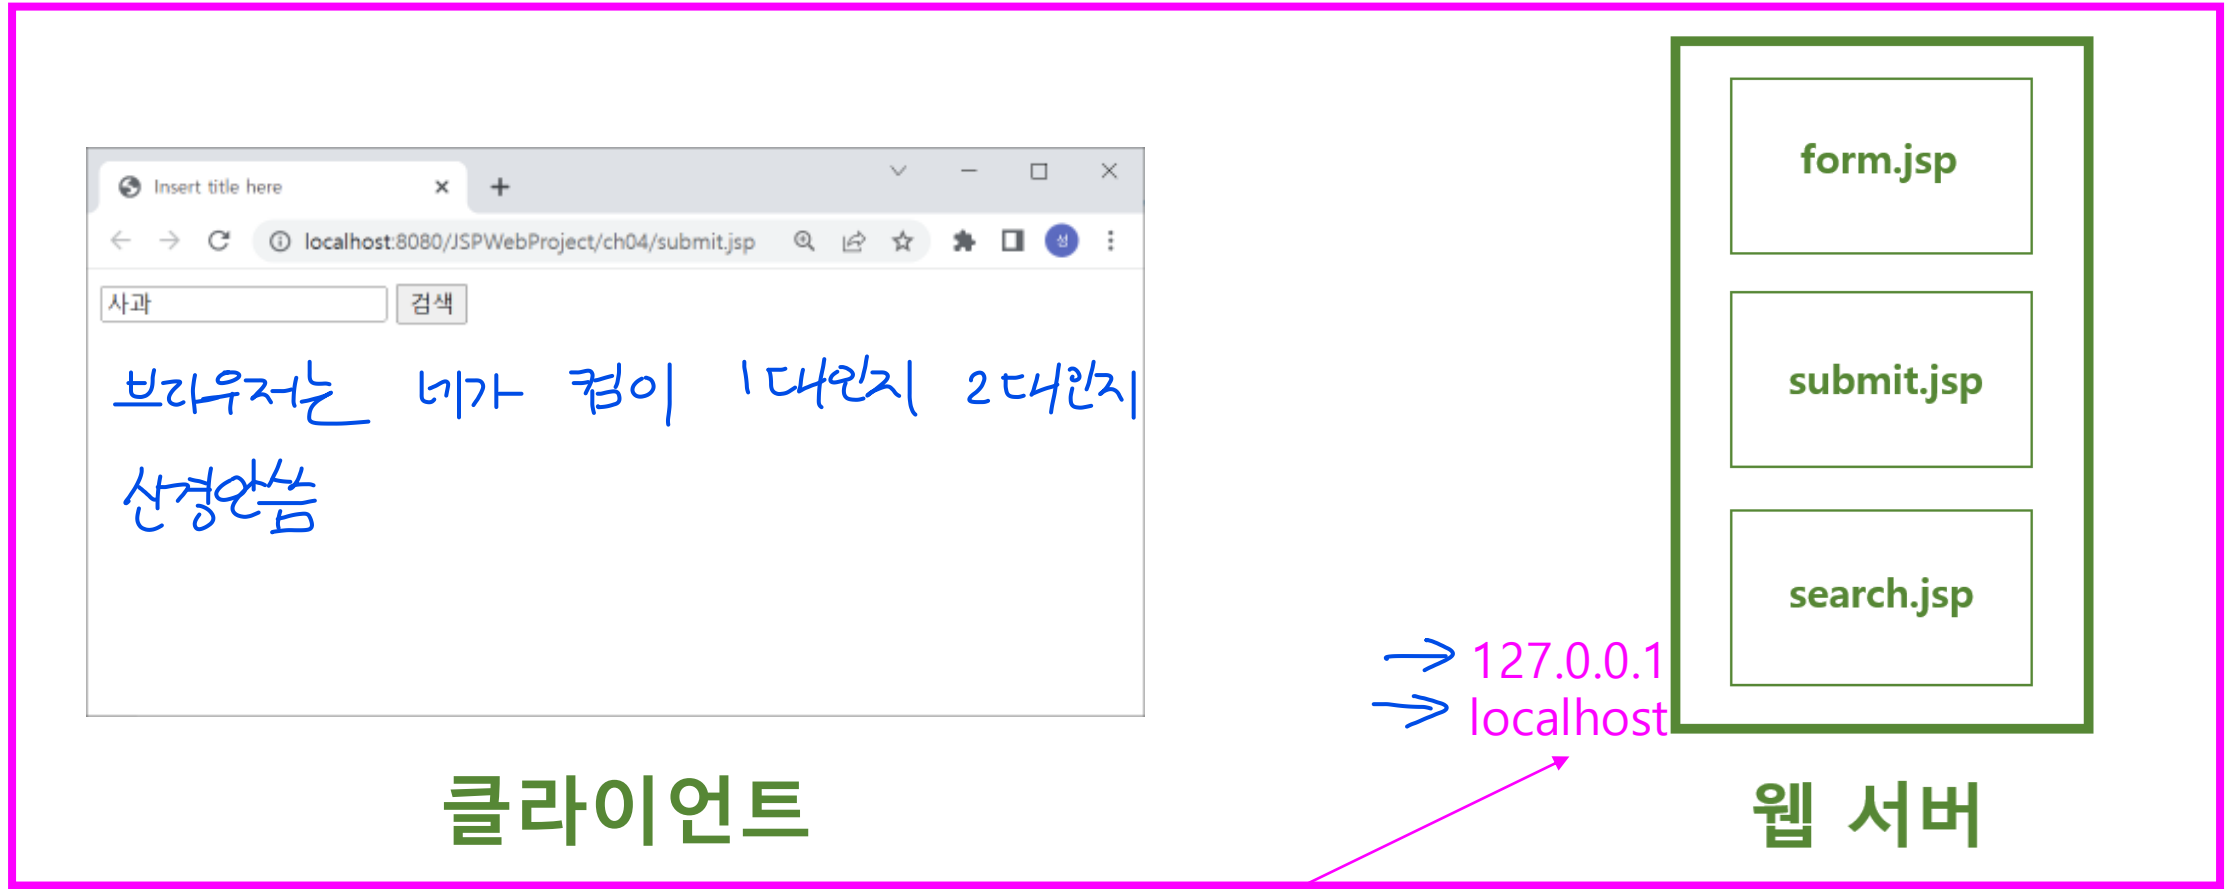 Insert title here
localhost:8080/JSPWebProject/ch04/submit.jsp
성
사과
검색
브라우저는 네가 컴이 1대인지 2대인지
신경안씀
클라이언트
form.jsp
submit.jsp
search.jsp
127.0.0.1
localhost
웹 서버